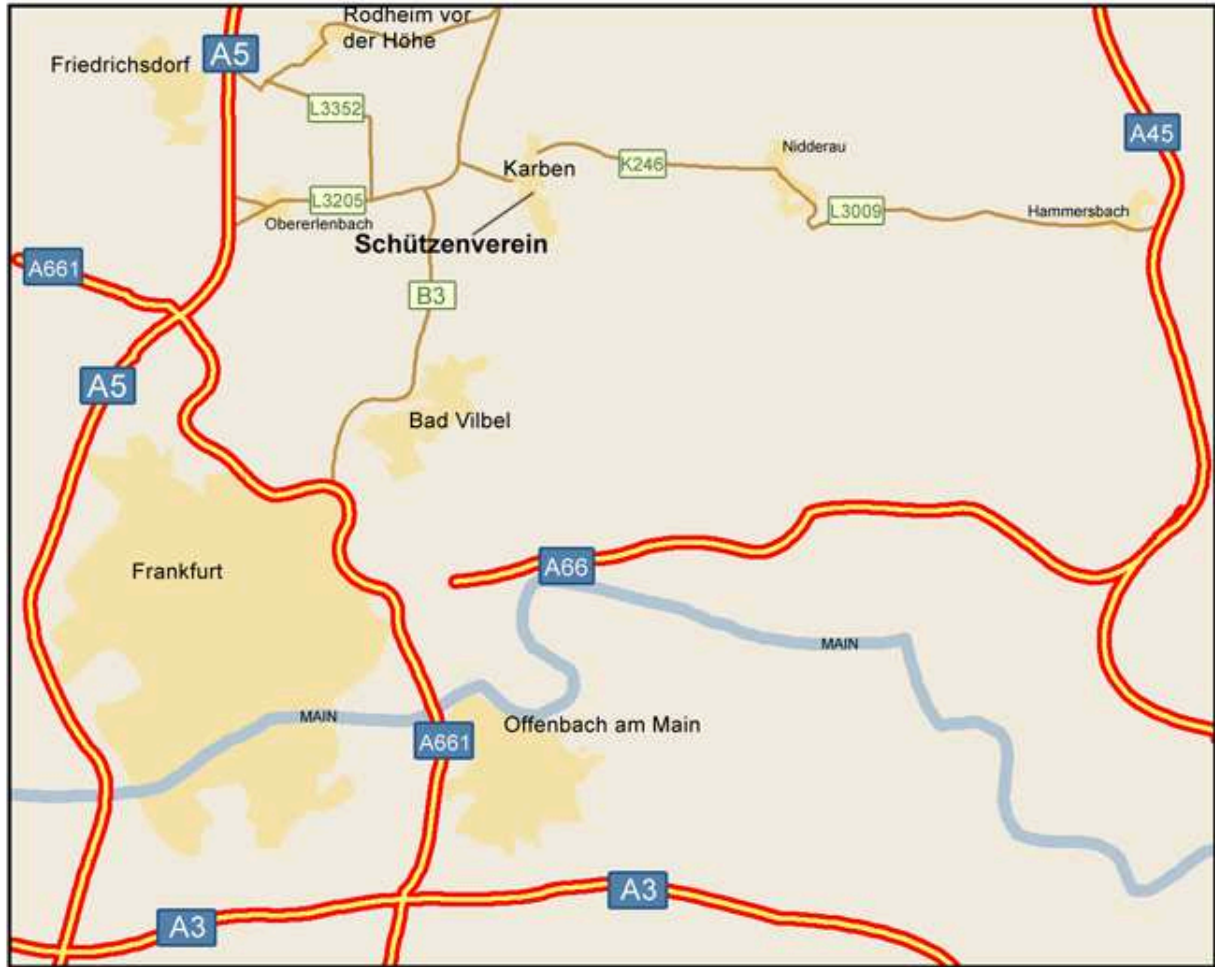 Rodheim vor
der Höhe
A5
Friedrichsdorf
L3352
A45
Nidderau
Karben
K246
L3205
L3009
Hammersbach
Obererlenbach
Schützenverein
A661
B3
A5
Bad Vilbel
A66
Frankfurt
MAIN
MAIN
Offenbach am Main
A661
A3
A3